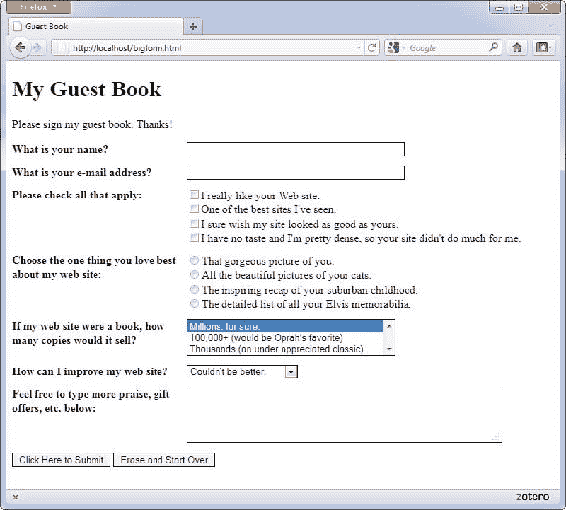 Firefox
Guest Book
http://localhost/bigform.html
Google
My Guest Book
Please sign my guest book. Thanks!
What is your name?
What is your e-mail address?
Please check all that apply:
I really like your Web site.
One of the best sites I've seen.
I sure wish my site looked as good as yours.
I have no taste and I'm pretty dense, so your site didn't do much for me.
Choose the one thing you love best
about my web site:
That gorgeous picture of you.
All the beautiful pictures of your cats.
The inspiring recap of your suburban childhood.
The detailed list of all your Elvis memorabilia.
If my web site were a book, how
many copies would it sell?
Millions, for sure.
100,000+ (would be Oprah's favorite)
Thousands (an under appreciated classic)
How can I improve my web site?
Couldn't be better.
Feel free to type more praise, gift
offers, etc. below:
Click Here to Submit
Erase and Start Over
zotero